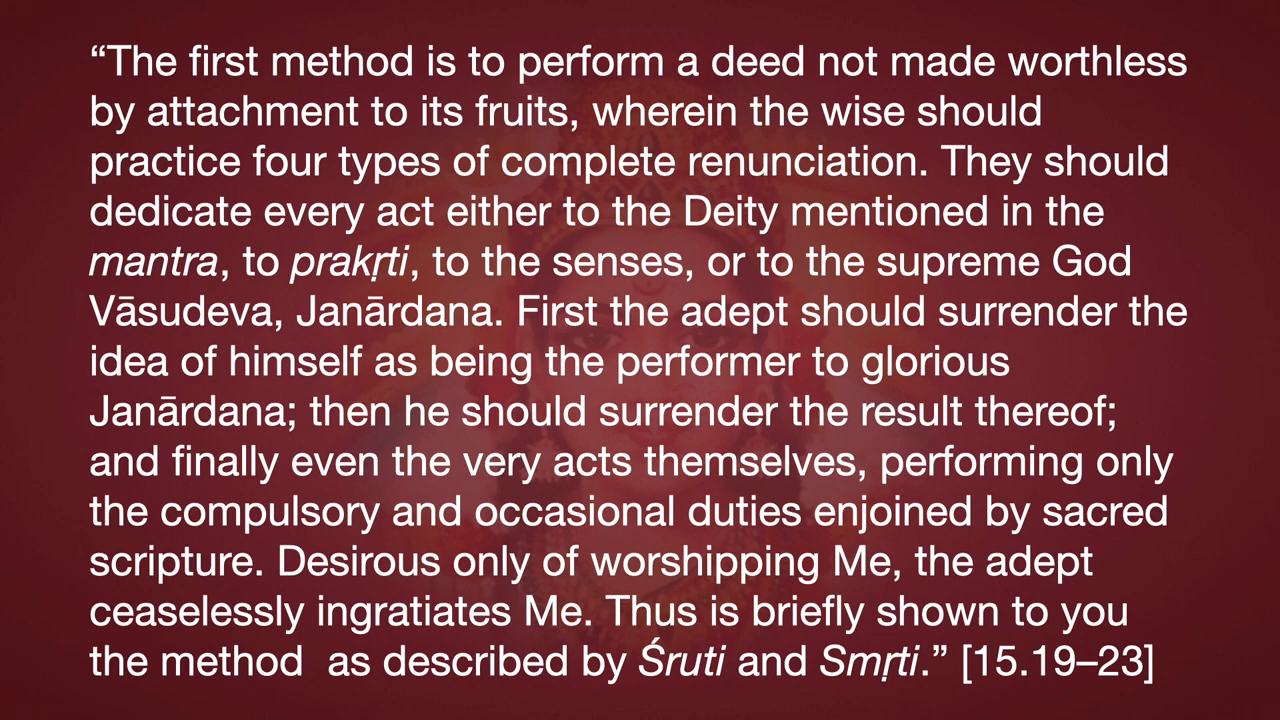 “The first method is to perform a deed not made worthless
by attachment to its fruits, wherein the wise should
practice four types of complete renunciation. They should
dedicate every act either to the Deity mentioned in the
mantra, to prakṛti, to the senses, or to the supreme God
Vāsudeva, Janārdana. First the adept should surrender the
idea of himself as being the performer to glorious
Janārdana; then he should surrender the result thereof;
and finally even the very acts themselves, performing only
the compulsory and occasional duties enjoined by sacred
scripture. Desirous only of worshipping Me, the adept
ceaselessly ingratiates Me. Thus is briefly shown to you
the method  as described by Śruti and Smṛti.” [15.19–23]